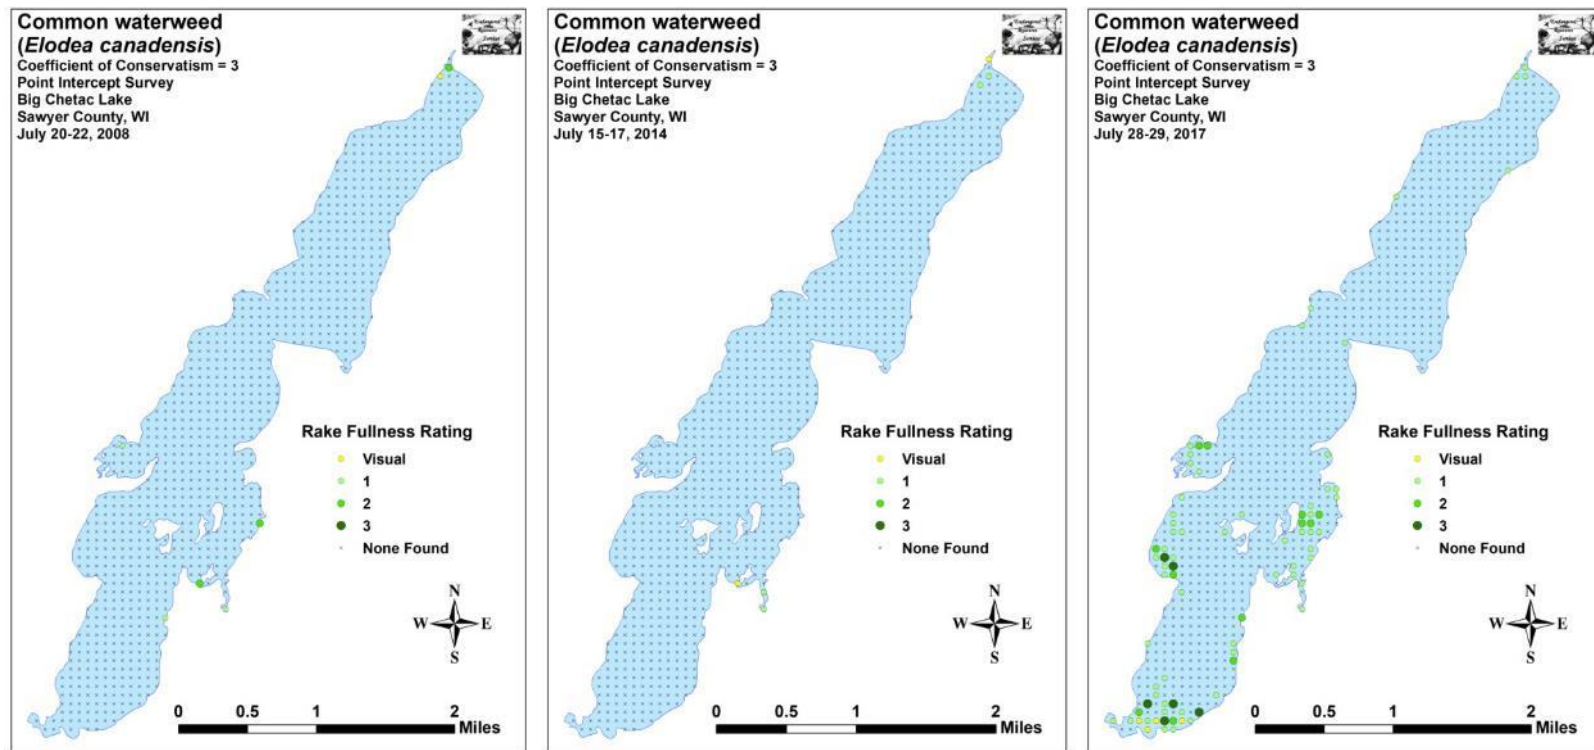 Common waterweed
(Elodea canadensis)
Coefficient of Conservatism = 3
Point Intercept Survey
Big Chetac Lake
Sawyer County, WI
July 20-22, 2008
Rake Fullness Rating
Visual
1
2
3
None Found
N
W E
S
0 0.5 1 2
Miles
Common waterweed
(Elodea canadensis)
Coefficient of Conservatism = 3
Point Intercept Survey
Big Chetac Lake
Sawyer County, WI
July 15-17, 2014
Rake Fullness Rating
Visual
1
2
3
None Found
N
W E
S
0 0.5 1 2
Miles
Common waterweed
(Elodea canadensis)
Coefficient of Conservatism = 3
Point Intercept Survey
Big Chetac Lake
Sawyer County, WI
July 28-29, 2017
Rake Fullness Rating
Visual
1
2
3
None Found
N
W E
S
0 0.5 1 2
Miles